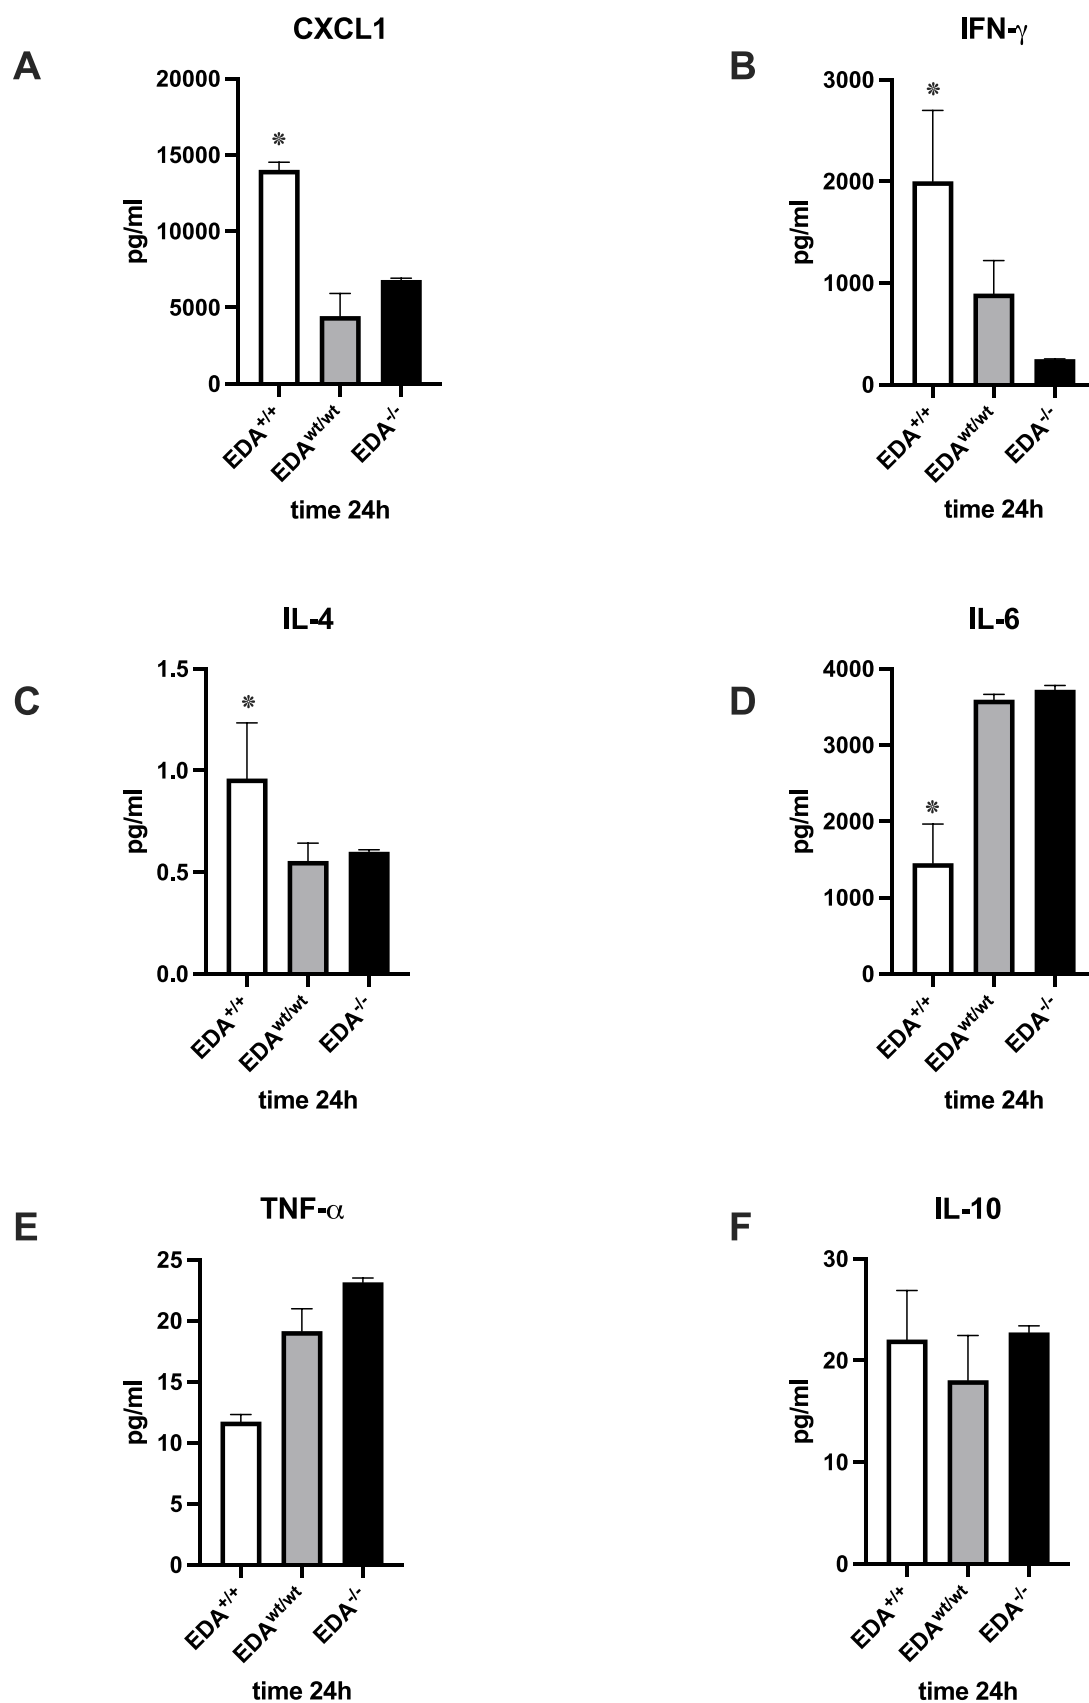 CXCL1
A
20000
15000
10000
5000
0
pg/ml
*
EDA+/+
EDAwt/wt
EDA-/-
time 24h
IFN-γ
B
3000
2000
1000
0
pg/ml
*
EDA+/+
EDAwt/wt
EDA-/-
time 24h
IL-4
C
1.5
1.0
0.5
0.0
pg/ml
*
EDA+/+
EDAwt/wt
EDA-/-
time 24h
IL-6
D
4000
3000
2000
1000
0
pg/ml
*
EDA+/+
EDAwt/wt
EDA-/-
time 24h
TNF-α
E
25
20
15
10
5
0
pg/ml
EDA+/+
EDAwt/wt
EDA-/-
time 24h
IL-10
F
30
20
10
0
pg/ml
EDA+/+
EDAwt/wt
EDA-/-
time 24h